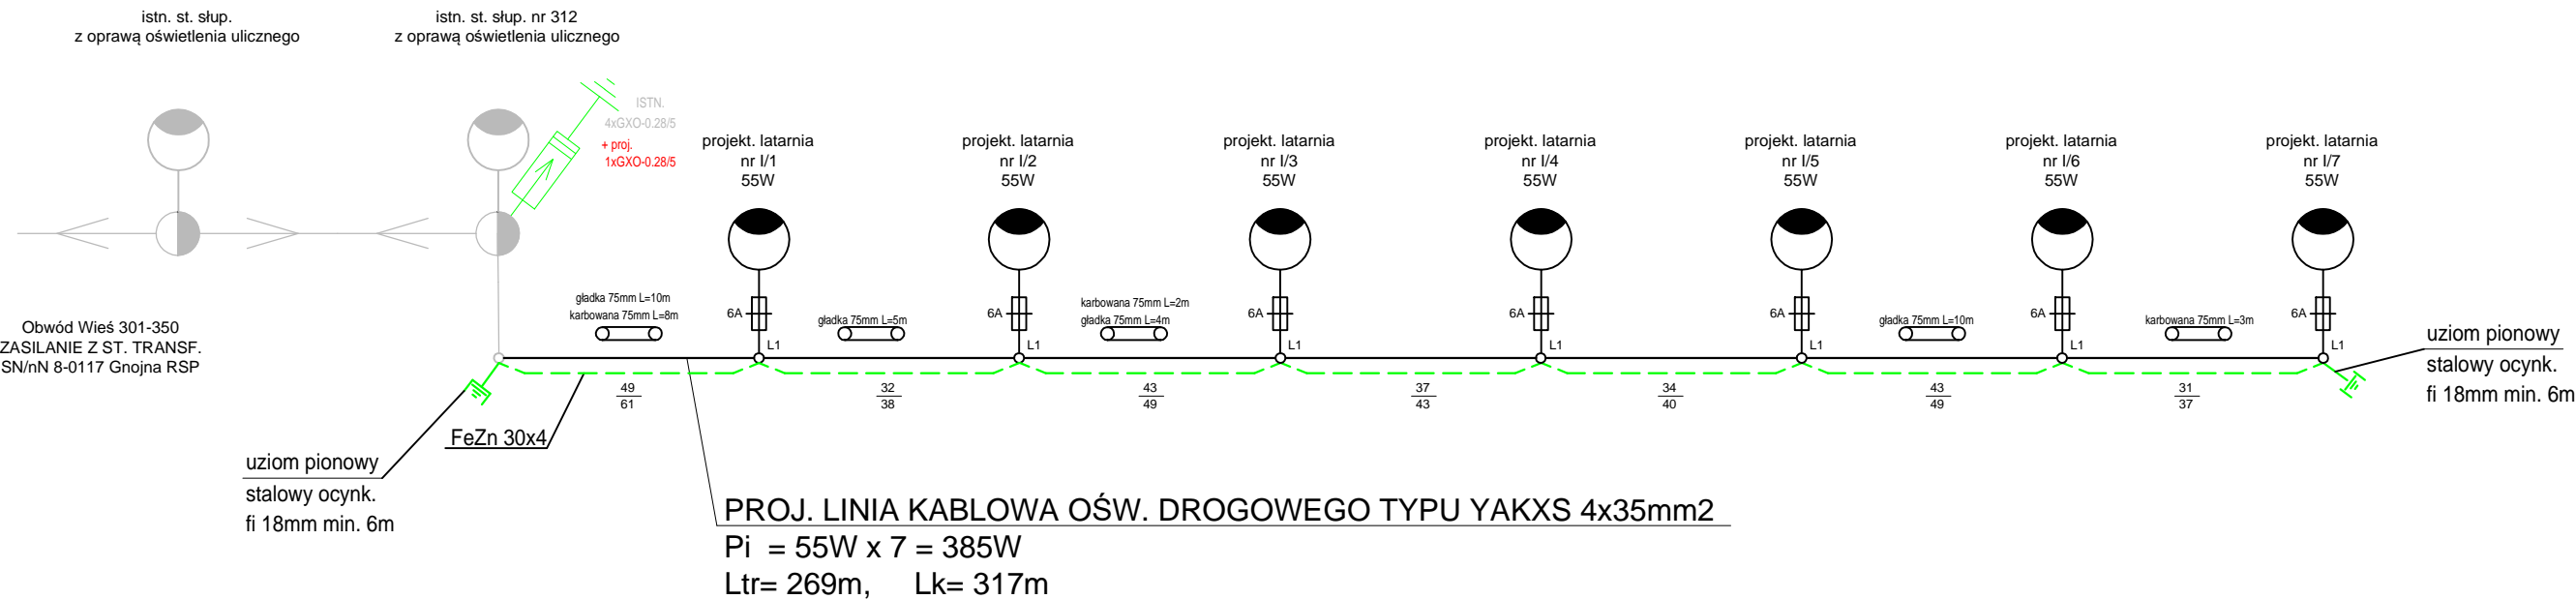 istn. st. słup.
z oprawą oświetlenia ulicznego
istn. st. słup. nr 312
z oprawą oświetlenia ulicznego
ISTN.
4xGXO-0.28/5
+ proj.
1xGXO-0.28/5
projekt. latarnia
nr I/1
55W
projekt. latarnia
nr I/2
55W
projekt. latarnia
nr I/3
55W
projekt. latarnia
nr I/4
55W
projekt. latarnia
nr I/5
55W
projekt. latarnia
nr I/6
55W
projekt. latarnia
nr I/7
55W
Obwód Wieś 301-350
ZASILANIE Z ST. TRANSF.
SN/nN 8-0117 Gnojna RSP
gładka 75mm L=10m
karbowana 75mm L=8m
6A
L1
gładka 75mm L=5m
6A
L1
karbowana 75mm L=2m
gładka 75mm L=4m
6A
L1
6A
L1
6A
L1
gładka 75mm L=10m
6A
L1
karbowana 75mm L=3m
6A
L1
49
61
32
38
43
49
37
43
34
40
43
49
31
37
uziom pionowy
stalowy ocynk.
fi 18mm min. 6m
FeZn 30x4
uziom pionowy
stalowy ocynk.
fi 18mm min. 6m
PROJ. LINIA KABLOWA OŚW. DROGOWEGO TYPU YAKXS 4x35mm2
Pi = 55W x 7 = 385W
Ltr= 269m, Lk= 317m